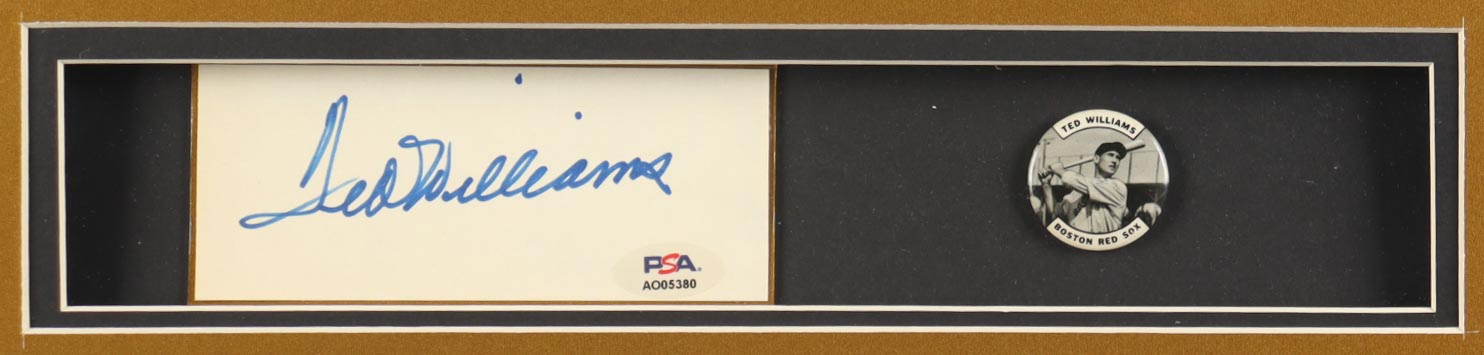 Ted Williams
PSA
AO05380
TED WILLIAMS
BOSTON RED SOX